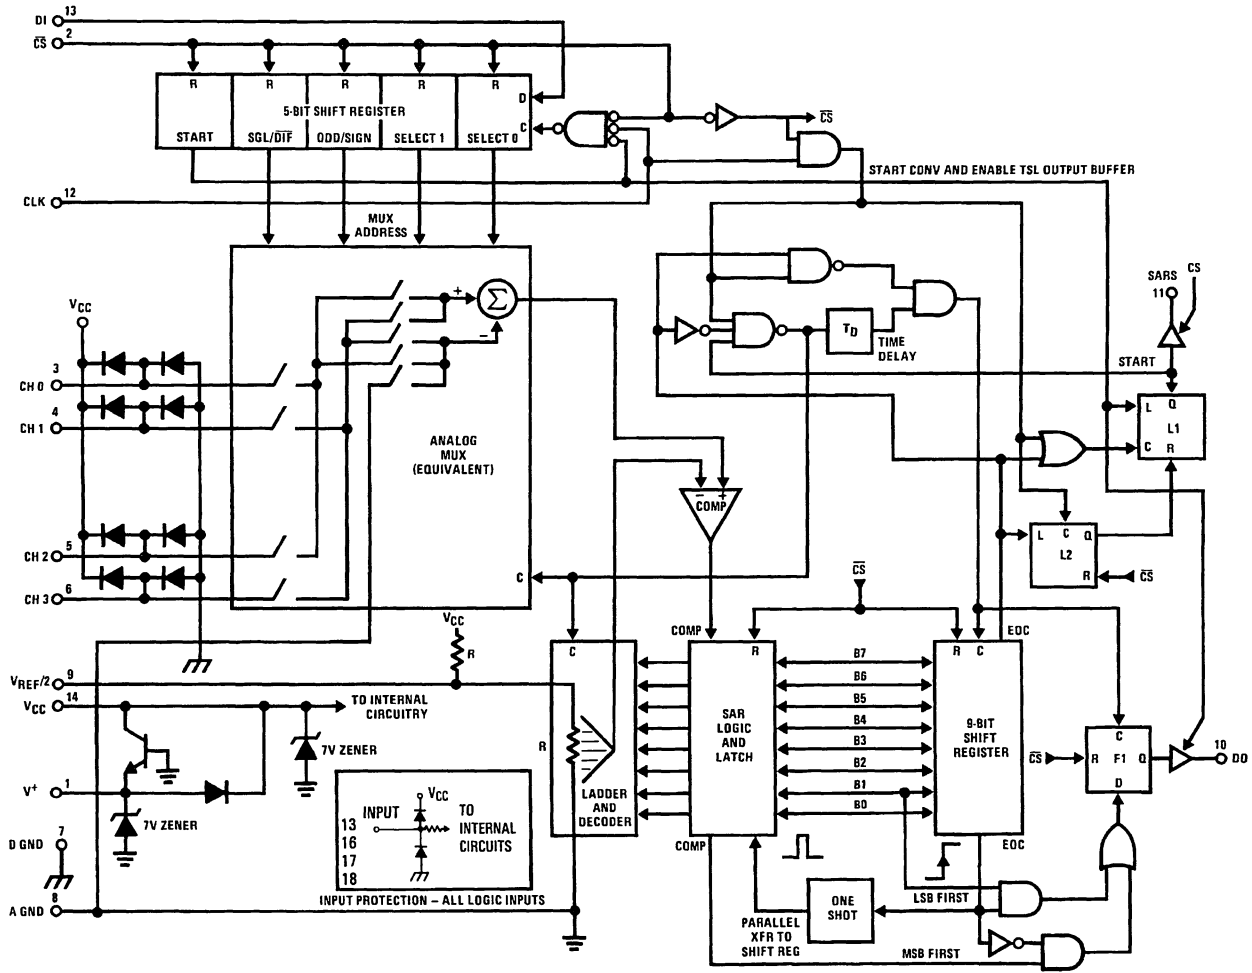 DI 13
CS 2
R R R R R
5-BIT SHIFT REGISTER
D
C
START SGL/DIF ODD/SIGN SELECT 1 SELECT 0
CS
START CONV AND ENABLE TSL OUTPUT BUFFER
CLK 12
MUX
ADDRESS
VCC
+
Σ
−
SARS
11
CS
TD
TIME
DELAY
START
3
CH 0
4
CH 1
ANALOG
MUX
(EQUIVALENT)
L Q
L1
C R
− +
COMP
5
CH 2
6
CH 3
C
L C Q
L2
R
CS
CS
VCC
R
COMP
C
R
R C
EOC
B7
B6
B5
B4
B3
B2
B1
B0
VREF/2 9
VCC 14
TO INTERNAL
CIRCUITRY
7V ZENER
R
LADDER
AND
DECODER
SAR
LOGIC
AND
LATCH
9-BIT
SHIFT
REGISTER
CS
C
R F1 Q
D
10
DO
V+ 1
7V ZENER
VCC
INPUT
TO
INTERNAL
CIRCUITS
13
16
17
18
INPUT PROTECTION – ALL LOGIC INPUTS
7
D GND
8
A GND
COMP
EOC
ONE
SHOT
LSB FIRST
PARALLEL
XFR TO
SHIFT REG
MSB FIRST